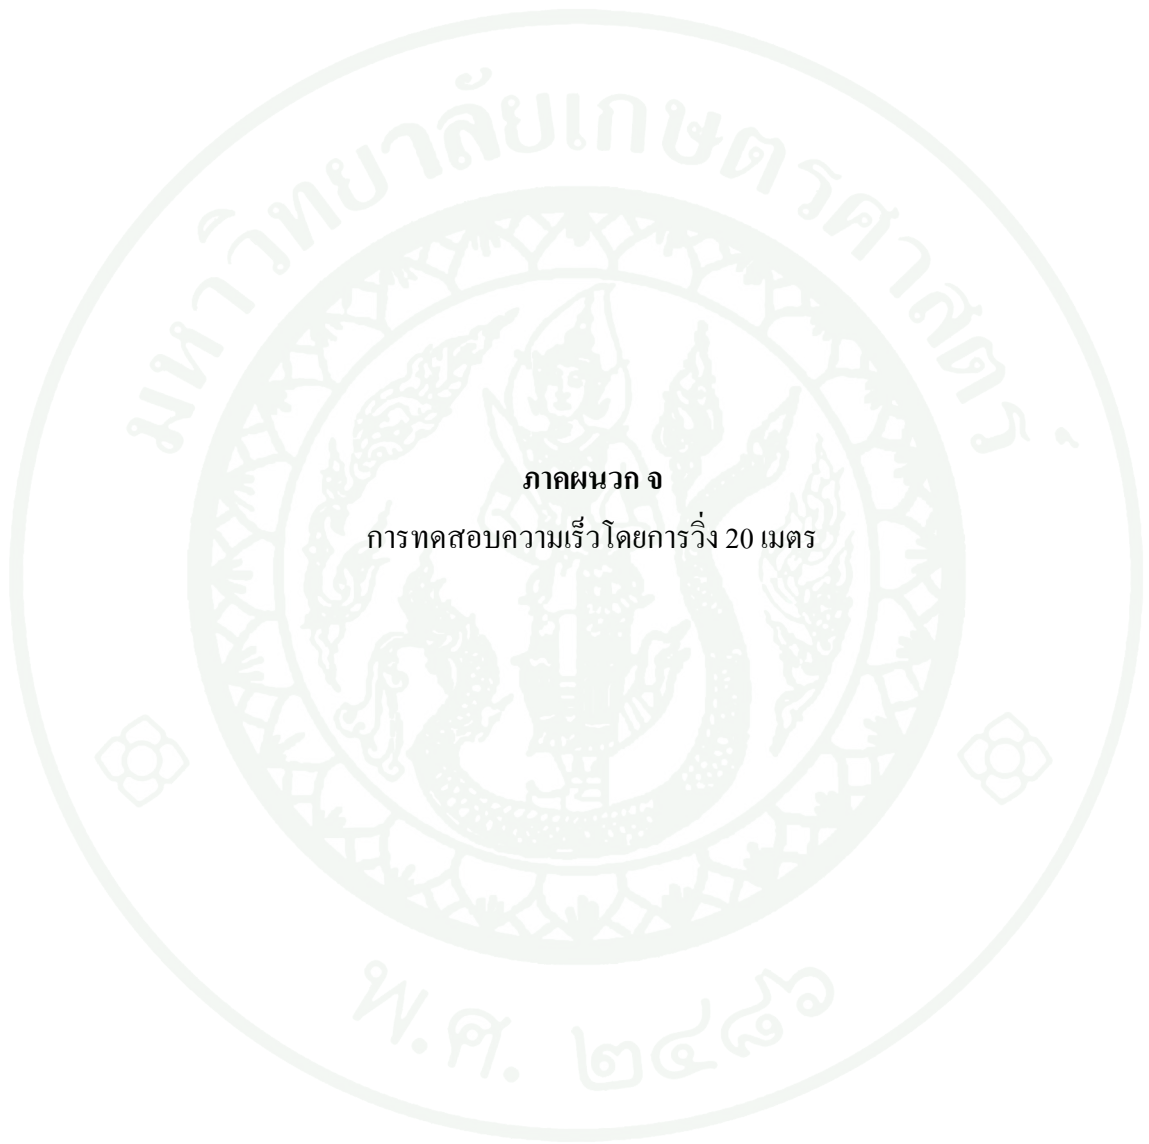 มหาวิทยาลัยเกษตรศาสตร์
ภาคผนวก จ
การทดสอบความเร็วโดยการวิ่ง 20 เมตร
พ.ศ. ๒๔๘๖